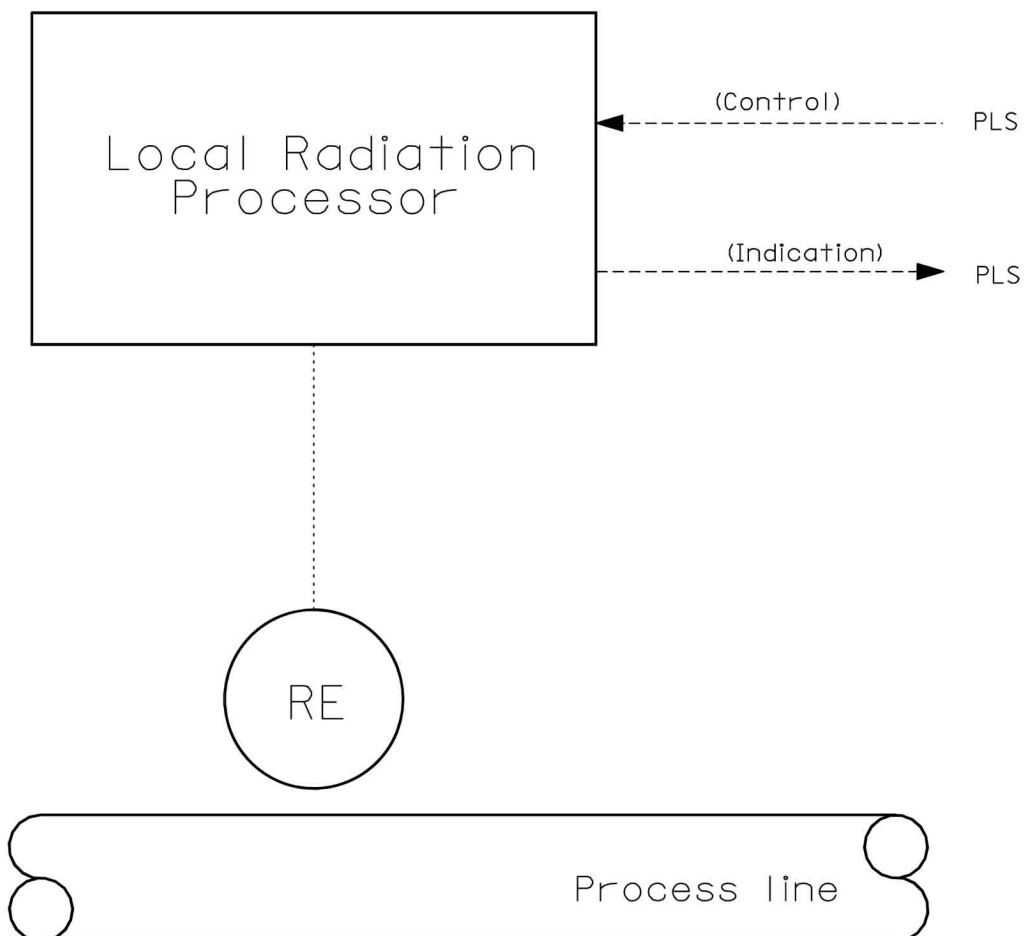 Local Radiation
Processor
(Control)
PLS
(Indication)
PLS
RE
Process line